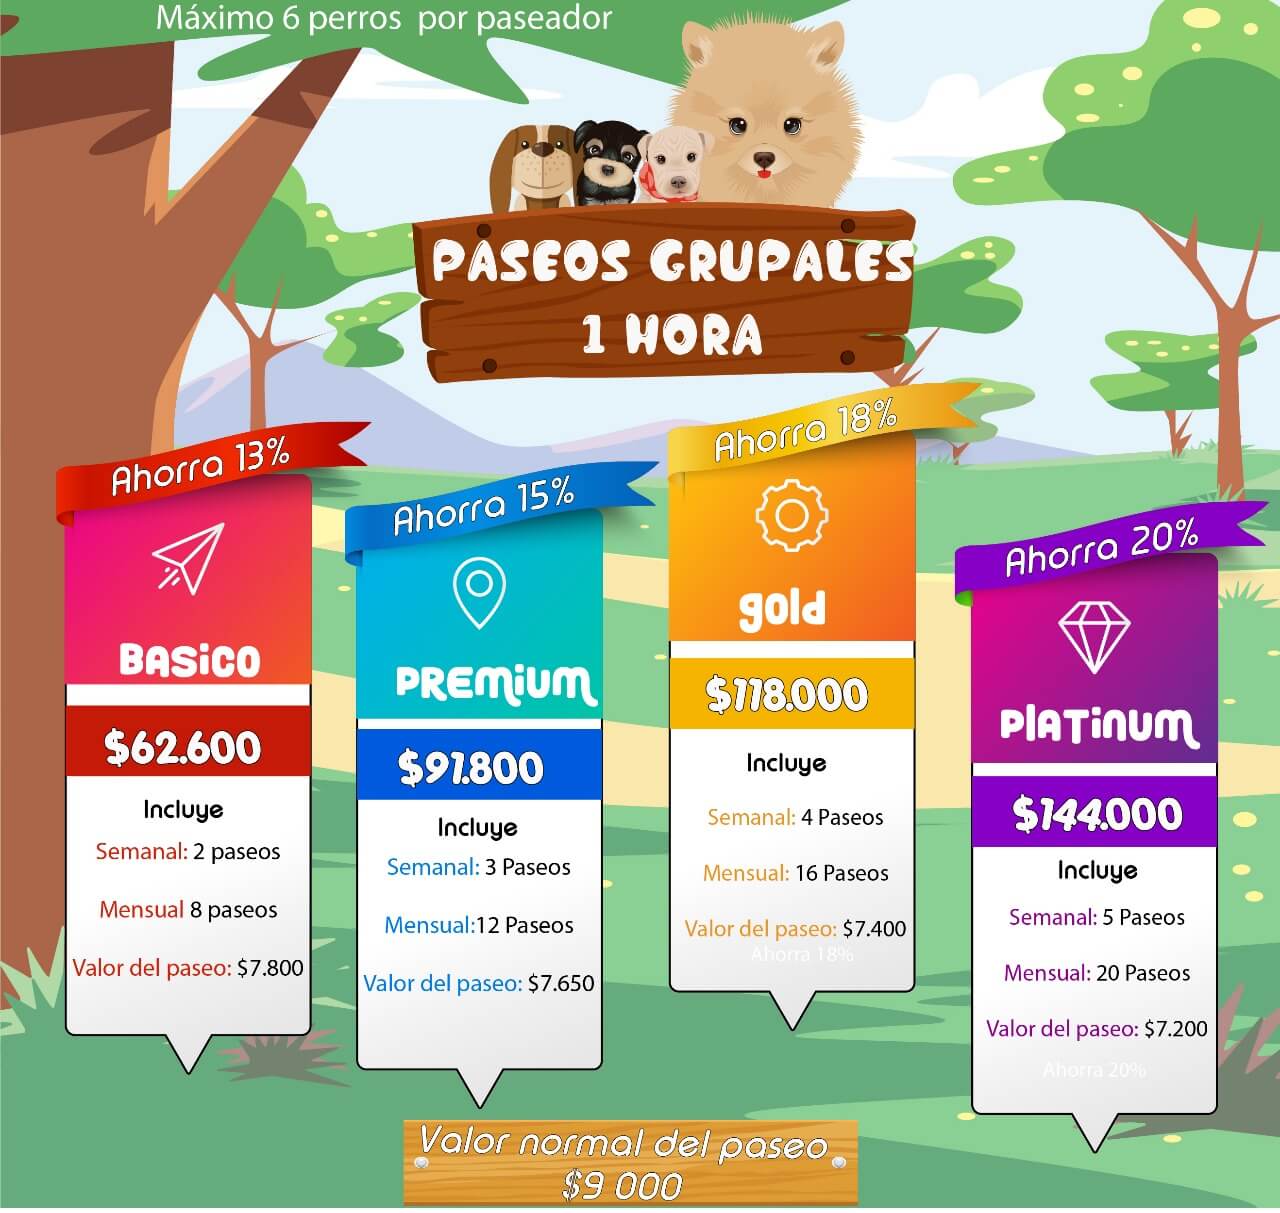 Máximo 6 perros por paseador
PASEOS GRUPALES
1 HORA
Ahorra 13%
BASiCO
$62.600
Incluye
Semanal: 2 paseos
Mensual 8 paseos
Valor del paseo: $7.800
Ahorra 15%
PREMiUM
$91.800
Incluye
Semanal: 3 Paseos
Mensual:12 Paseos
Valor del paseo: $7.650
Ahorra 18%
gold
$118.000
Incluye
Semanal: 4 Paseos
Mensual: 16 Paseos
Valor del paseo: $7.400
Ahorra 18%
Ahorra 20%
PlATiNUM
$144.000
Incluye
Semanal: 5 Paseos
Mensual: 20 Paseos
Valor del paseo: $7.200
Ahorra 20%
Valor normal del paseo
$9 000